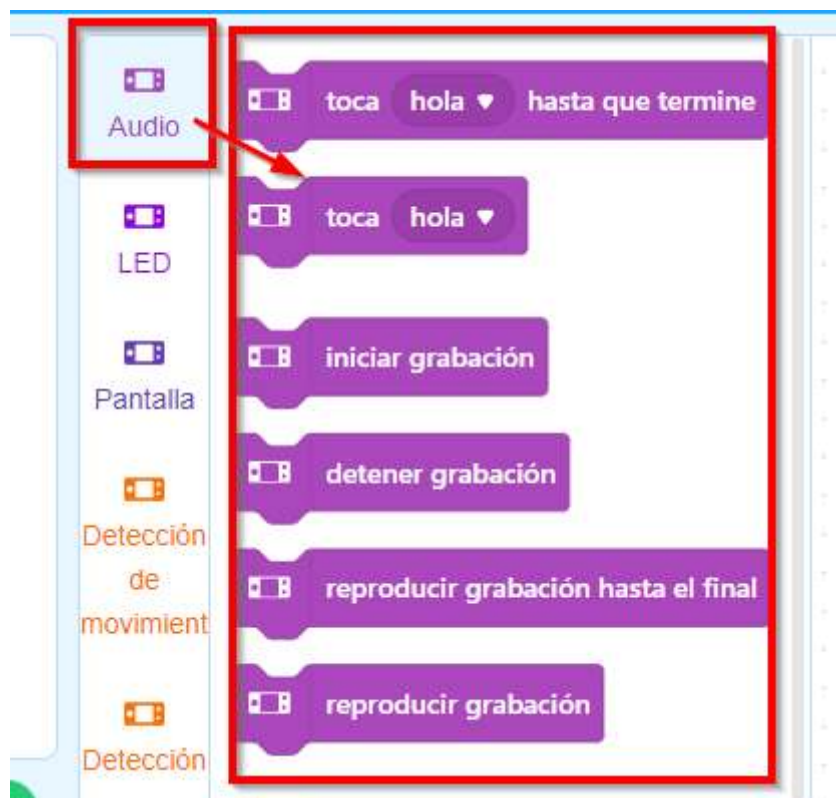 Audio
LED
Pantalla
Detección
de
movimient
Detección
toca hola hasta que termine
toca hola
iniciar grabación
detener grabación
reproducir grabación hasta el final
reproducir grabación